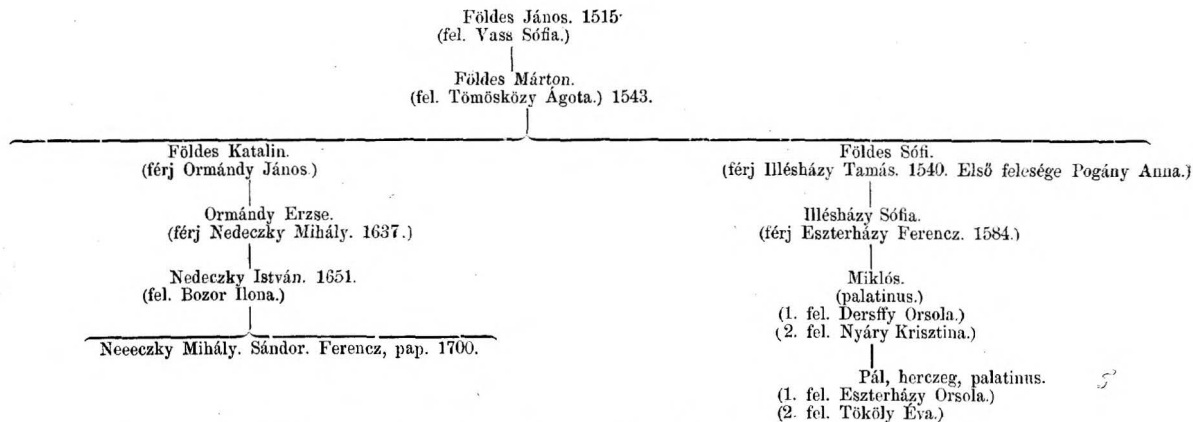 Földes János. 1515
(fel. Vass Sófia.)
Földes Márton.
(fel. Tömösközy Ágota.) 1543.
Földes Katalin.
(férj Ormándy János.)
Ormándy Erzse.
(férj Nedeczky Mihály. 1637.)
Nedeczky István. 1651.
(fel. Bozor Ilona.)
Neeeczky Mihály. Sándor. Ferencz, pap. 1700.
Földes Sófi.
(férj Illésházy Tamás. 1540. Első felesége Pogány Anna.)
Illésházy Sófia.
(férj Eszterházy Ferencz. 1584.)
Miklós.
(palatinus.)
(1. fel. Dersffy Orsola.)
(2. fel. Nyáry Krisztina.)
Pál, herczeg, palatinus.
(1. fel. Eszterházy Orsola.)
(2. fel. Tököly Éva.)